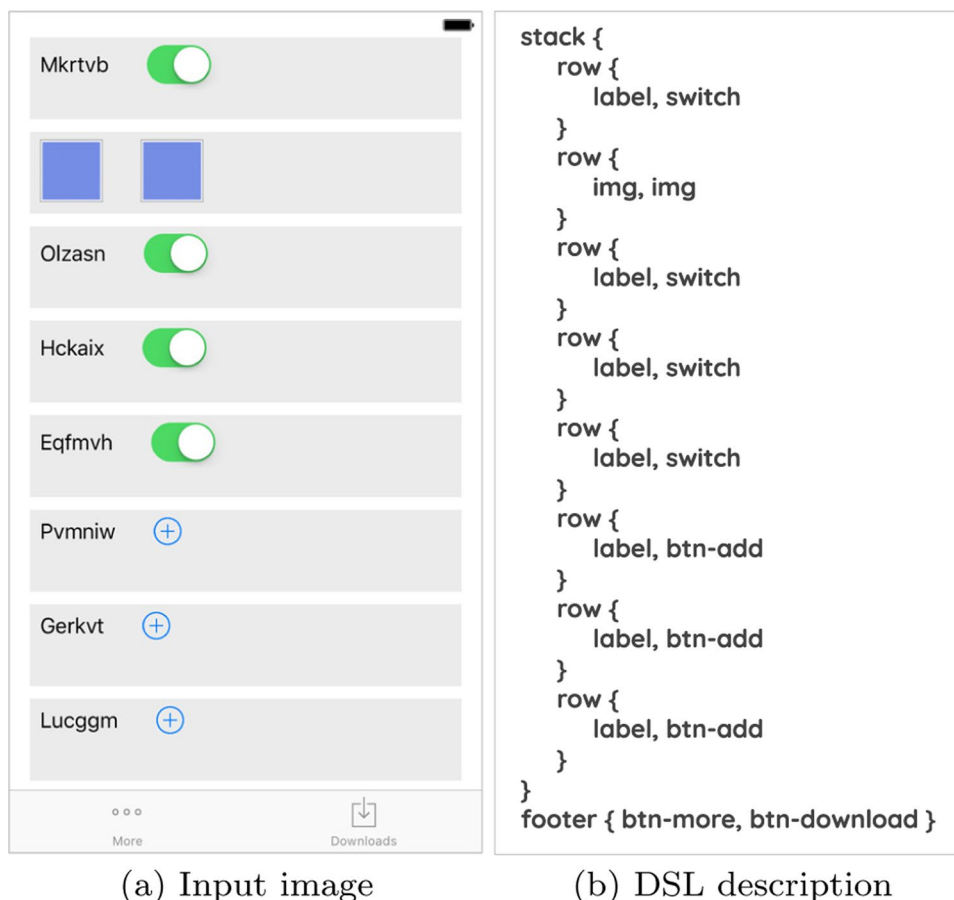 Mkrtvb
Olzasn
Hckaix
Eqfmvh
Pvmniw
Gerkvt
Lucggm
More Downloads
(a) Input image
stack {
row {
label, switch
}
row {
img, img
}
row {
label, switch
}
row {
label, switch
}
row {
label, switch
}
row {
label, btn-add
}
row {
label, btn-add
}
row {
label, btn-add
}
}
footer { btn-more, btn-download }
(b) DSL description